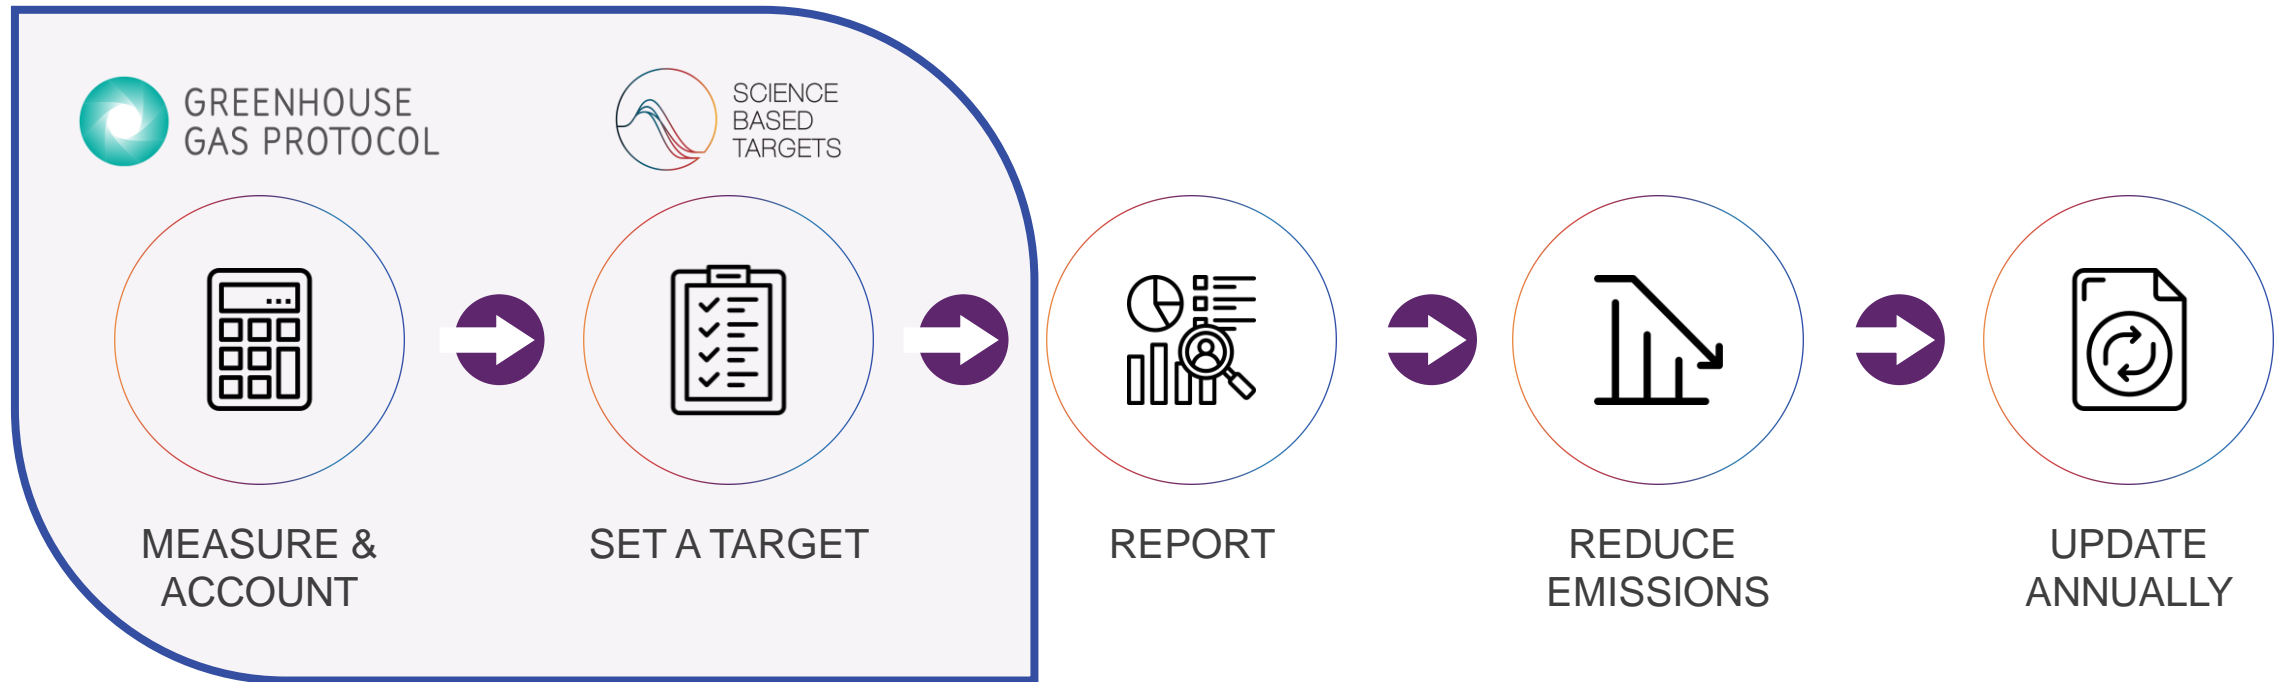 GREENHOUSE
GAS PROTOCOL
SCIENCE
BASED
TARGETS
MEASURE &
ACCOUNT
SET A TARGET
REPORT
REDUCE
EMISSIONS
UPDATE
ANNUALLY